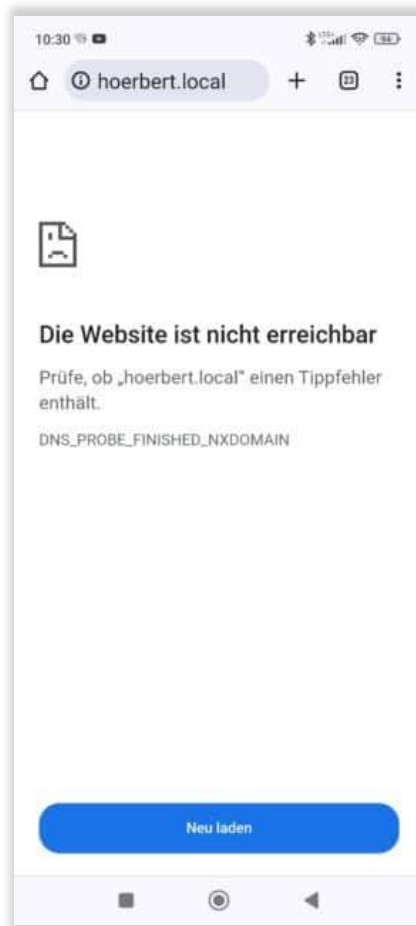 10:30
hoerbert.local
23
Die Website ist nicht erreichbar
Prüfe, ob „hoerbert.local" einen Tippfehler
enthält.
DNS_PROBE_FINISHED_NXDOMAIN
Neu laden